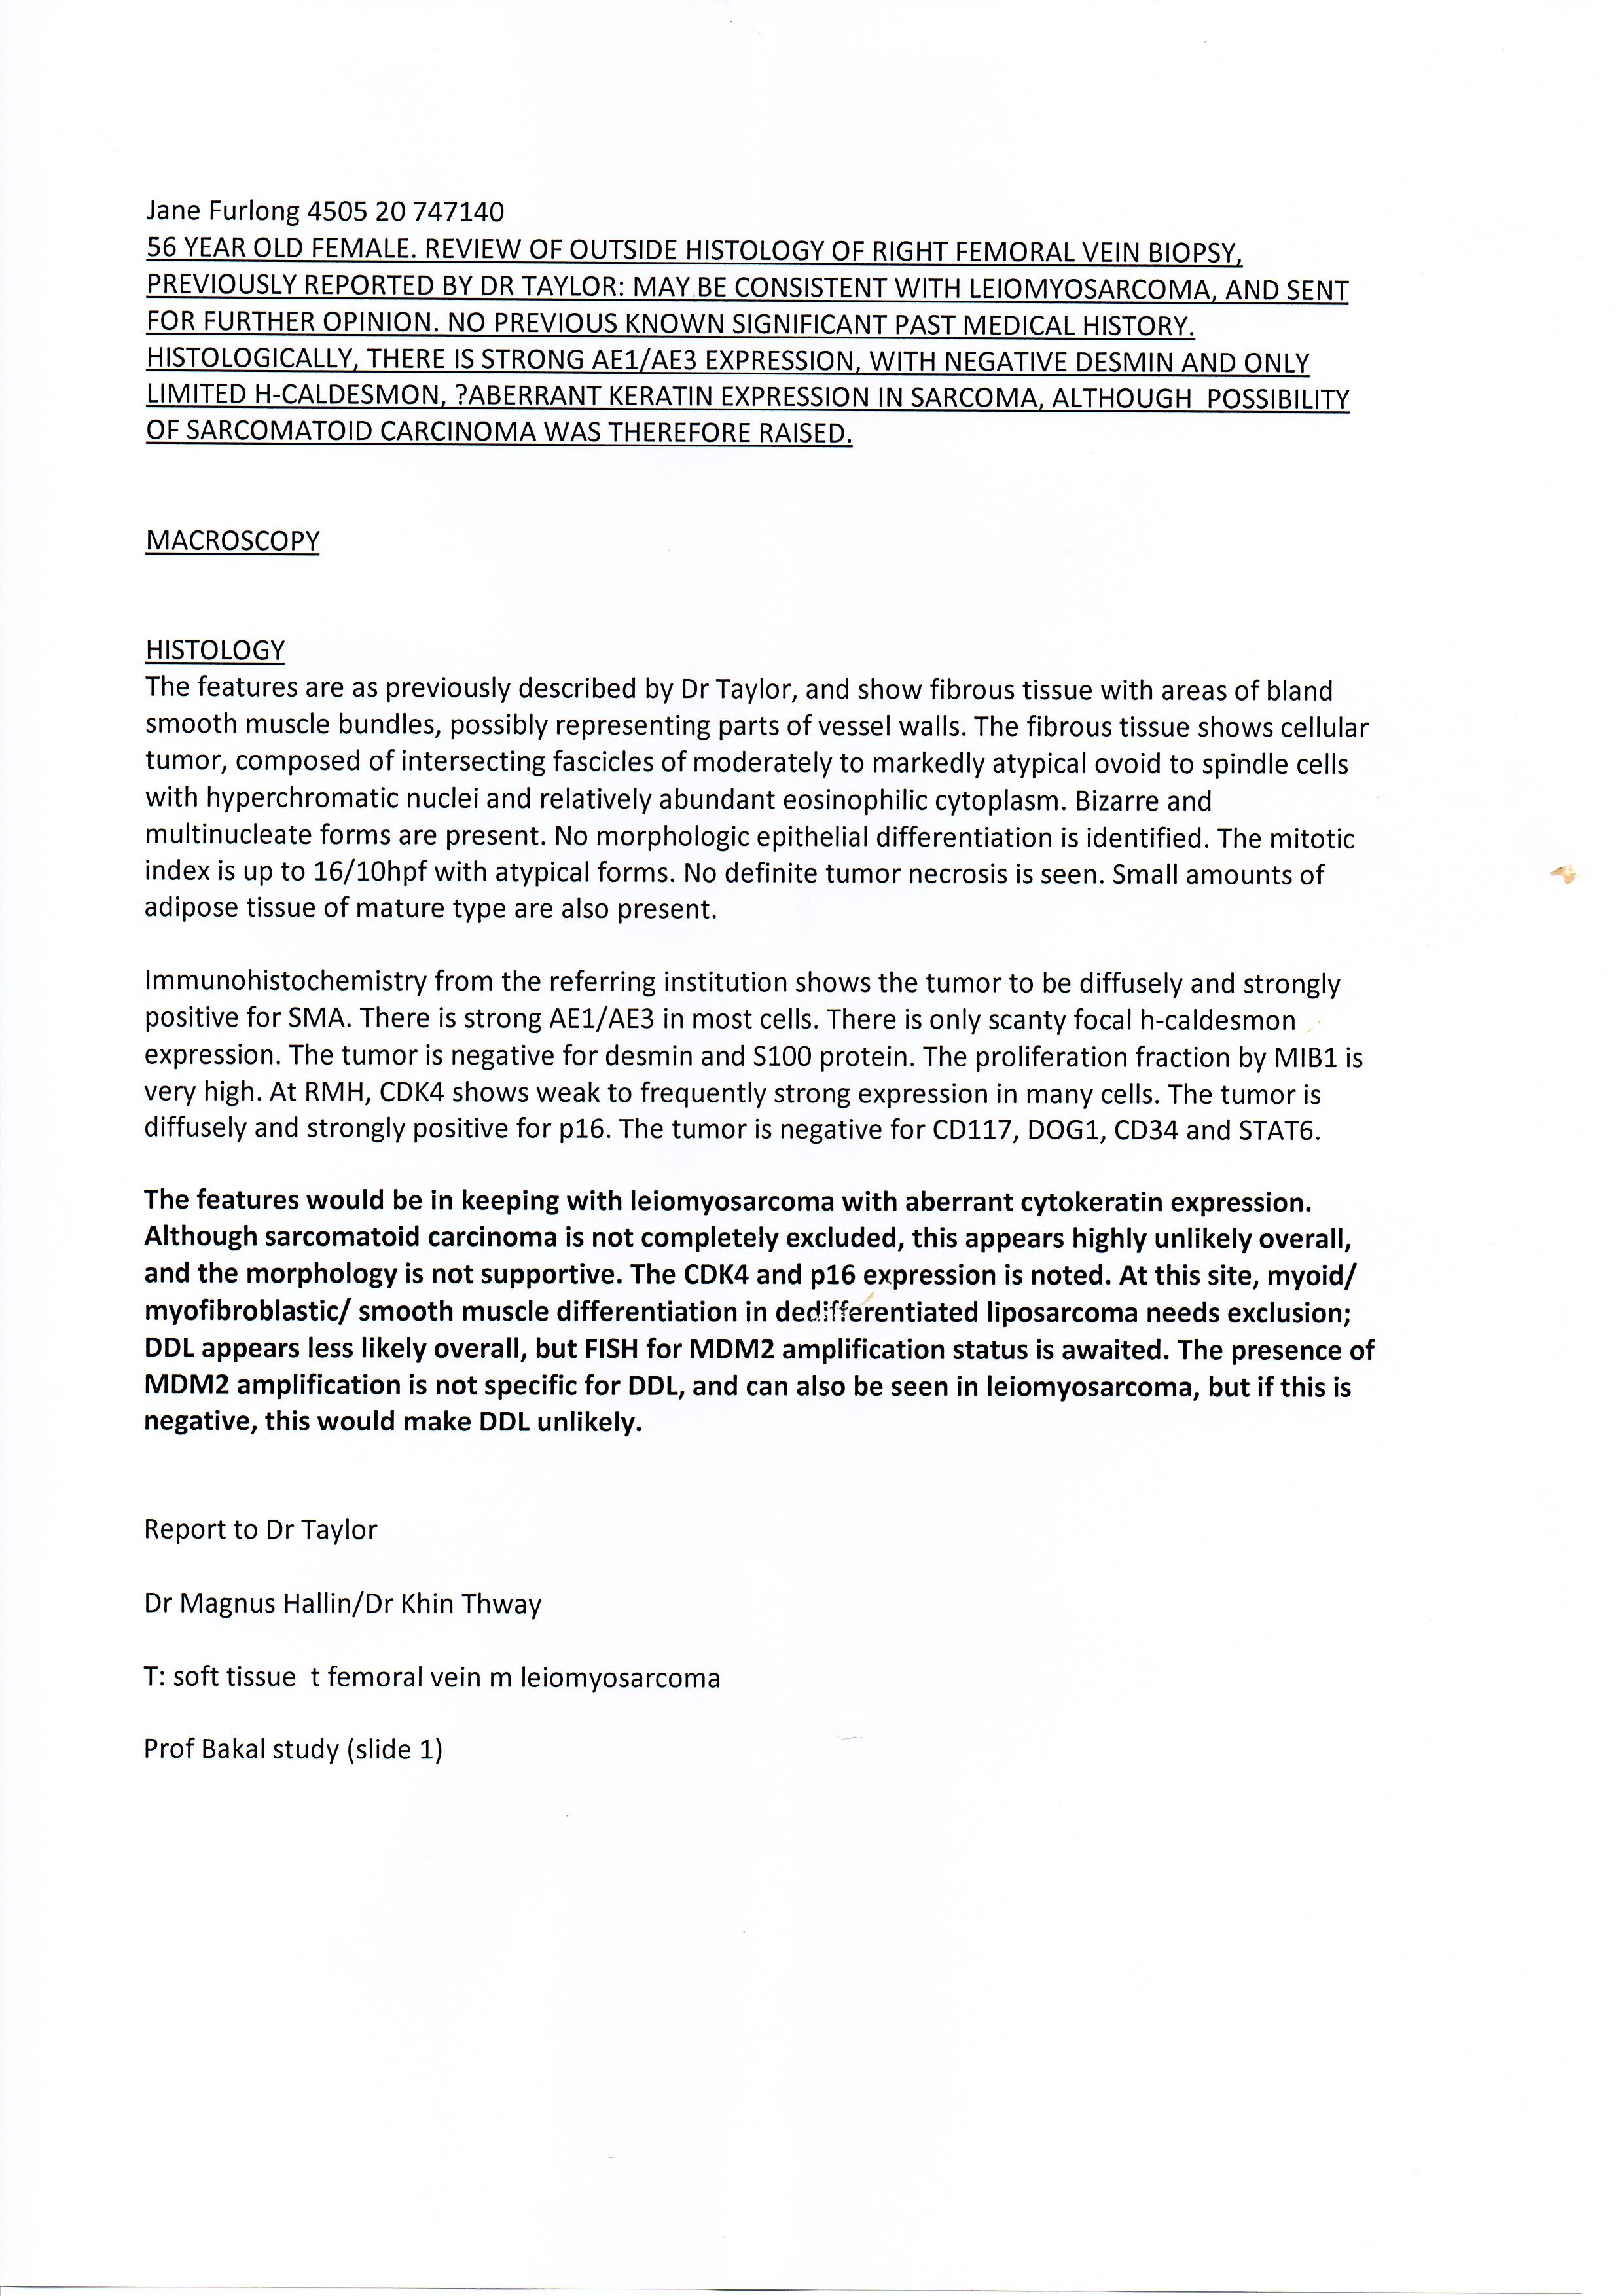 Jane Furlong 4505 20 747140
56 YEAR OLD FEMALE. REVIEW OF OUTSIDE HISTOLOGY OF RIGHT FEMORAL VEIN BIOPSY,
PREVIOUSLY REPORTED BY DR TAYLOR: MAY BE CONSISTENT WITH LEIOMYOSARCOMA, AND SENT
FOR FURTHER OPINION. NO PREVIOUS KNOWN SIGNIFICANT PAST MEDICAL HISTORY.
HISTOLOGICALLY, THERE IS STRONG AE1/AE3 EXPRESSION, WITH NEGATIVE DESMIN AND ONLY
LIMITED H-CALDESMON, ?ABERRANT KERATIN EXPRESSION IN SARCOMA, ALTHOUGH  POSSIBILITY
OF SARCOMATOID CARCINOMA WAS THEREFORE RAISED.
MACROSCOPY
HISTOLOGY
The features are as previously described by Dr Taylor, and show fibrous tissue with areas of bland
smooth muscle bundles, possibly representing parts of vessel walls. The fibrous tissue shows cellular
tumor, composed of intersecting fascicles of moderately to markedly atypical ovoid to spindle cells
with hyperchromatic nuclei and relatively abundant eosinophilic cytoplasm. Bizarre and
multinucleate forms are present. No morphologic epithelial differentiation is identified. The mitotic
index is up to 16/10hpf with atypical forms. No definite tumor necrosis is seen. Small amounts of
adipose tissue of mature type are also present.
Immunohistochemistry from the referring institution shows the tumor to be diffusely and strongly
positive for SMA. There is strong AE1/AE3 in most cells. There is only scanty focal h-caldesmon
expression. The tumor is negative for desmin and S100 protein. The proliferation fraction by MIB1 is
very high. At RMH, CDK4 shows weak to frequently strong expression in many cells. The tumor is
diffusely and strongly positive for p16. The tumor is negative for CD117, DOG1, CD34 and STAT6.
The features would be in keeping with leiomyosarcoma with aberrant cytokeratin expression.
Although sarcomatoid carcinoma is not completely excluded, this appears highly unlikely overall,
and the morphology is not supportive. The CDK4 and p16 expression is noted. At this site, myoid/
myofibroblastic/ smooth muscle differentiation in dedifferentiated liposarcoma needs exclusion;
DDL appears less likely overall, but FISH for MDM2 amplification status is awaited. The presence of
MDM2 amplification is not specific for DDL, and can also be seen in leiomyosarcoma, but if this is
negative, this would make DDL unlikely.
Report to Dr Taylor
Dr Magnus Hallin/Dr Khin Thway
T: soft tissue  t femoral vein m leiomyosarcoma
Prof Bakal study (slide 1)